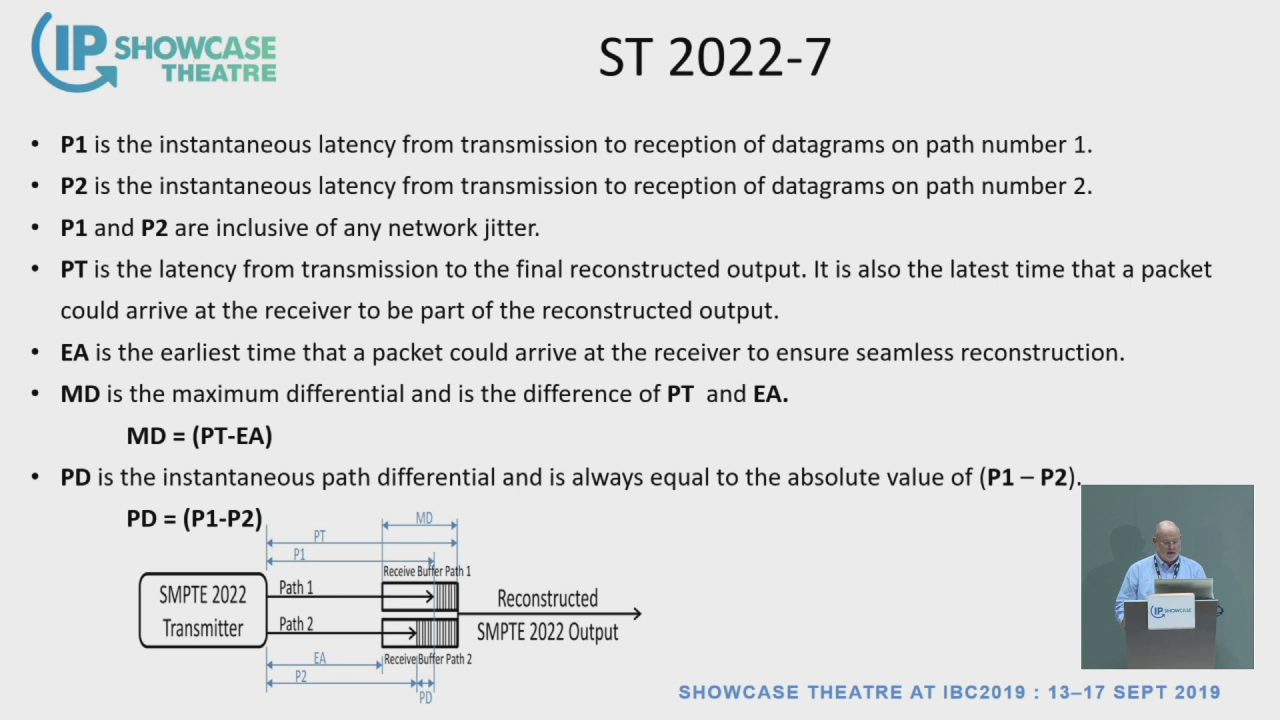 IP SHOWCASE
THEATRE
ST 2022-7
• P1 is the instantaneous latency from transmission to reception of datagrams on path number 1.
• P2 is the instantaneous latency from transmission to reception of datagrams on path number 2.
• P1 and P2 are inclusive of any network jitter.
• PT is the latency from transmission to the final reconstructed output. It is also the latest time that a packet
could arrive at the receiver to be part of the reconstructed output.
• EA is the earliest time that a packet could arrive at the receiver to ensure seamless reconstruction.
• MD is the maximum differential and is the difference of PT and EA.
MD = (PT-EA)
• PD is the instantaneous path differential and is always equal to the absolute value of (P1 – P2).
PD = (P1-P2)
MD
PT
P1
Receive Buffer Path 1
SMPTE 2022
Transmitter
Path 1
Path 2
Reconstructed
SMPTE 2022 Output
EA
Receive Buffer Path 2
P2
PD
IP SHOWCASE
SHOWCASE THEATRE AT IBC2019 : 13–17 SEPT 2019